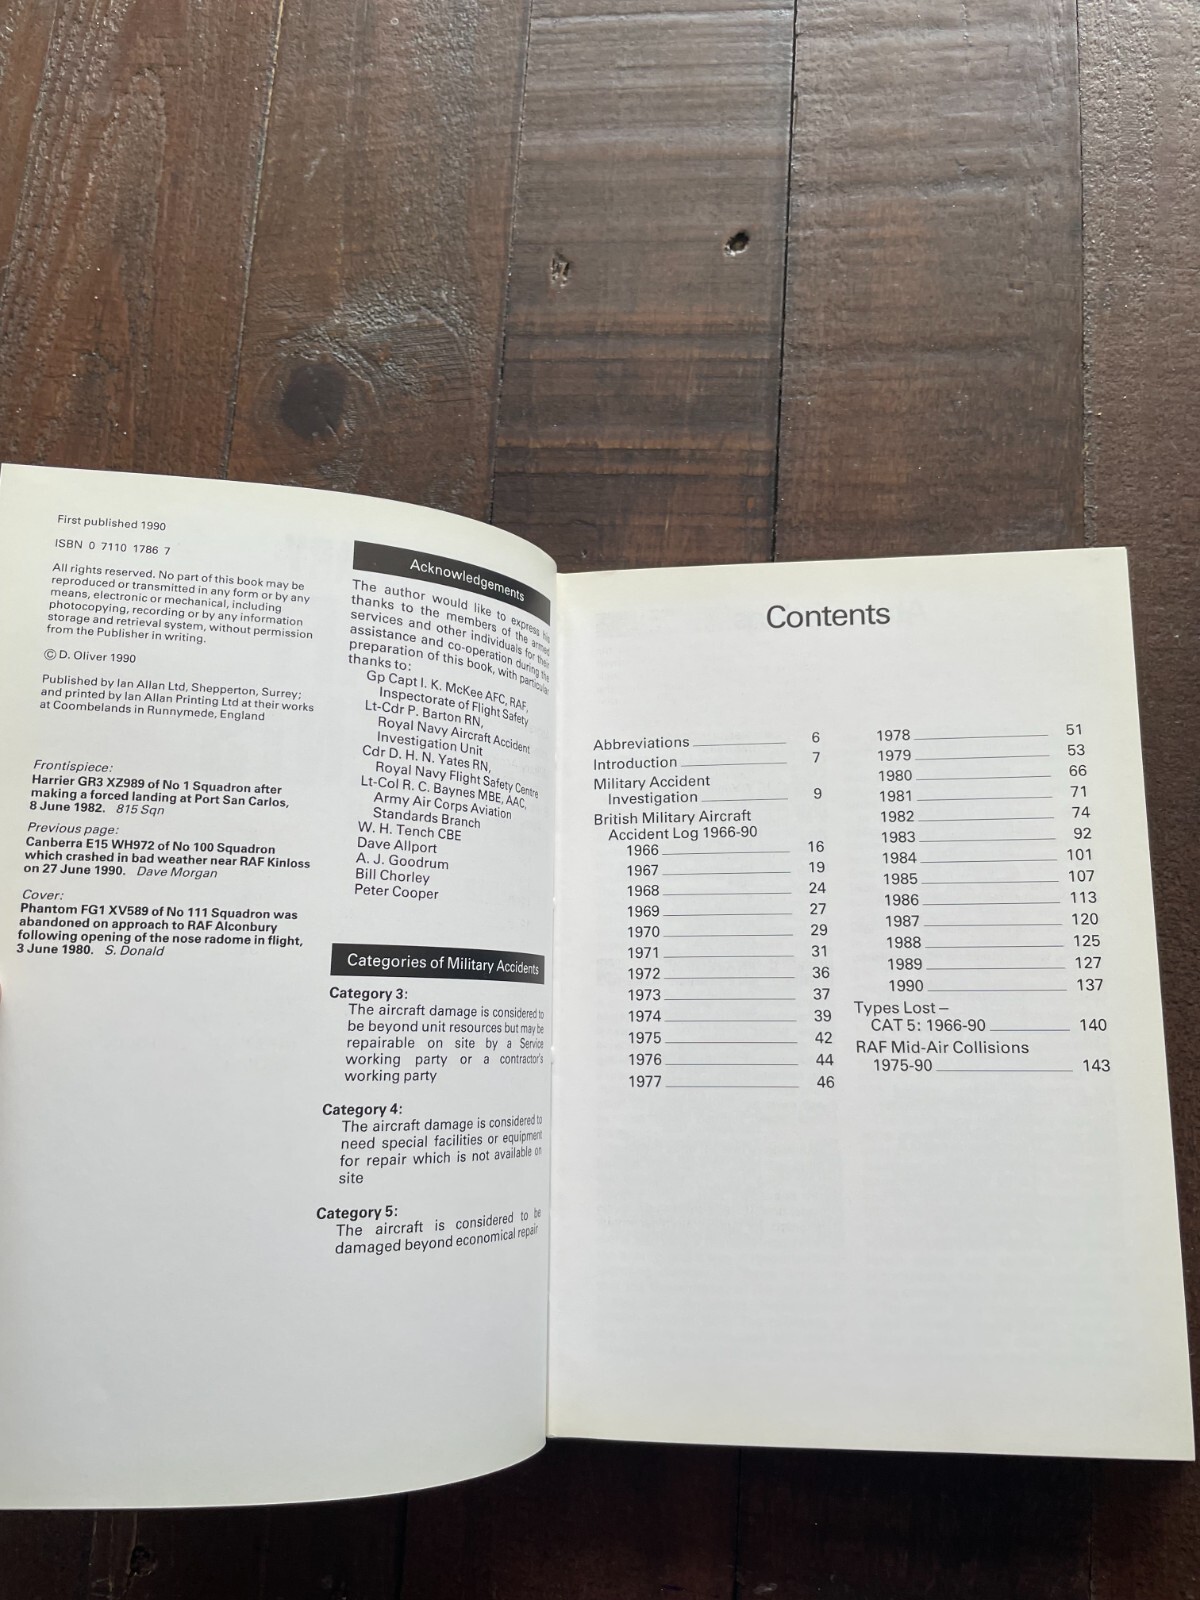 First published 1990
ISBN 0 7110 1786 7
All rights reserved. No part of this book may be
reproduced or transmitted in any form or by any
means, electronic or mechanical, including
photocopying, recording or by any information
storage and retrieval system, without permission
from the Publisher in writing.
© D. Oliver 1990
Published by Ian Allan Ltd, Shepperton, Surrey;
and printed by Ian Allan Printing Ltd at their works
at Coombelands in Runnymede, England
Frontispiece:
Harrier GR3 XZ989 of No 1 Squadron after
making a forced landing at Port San Carlos,
8 June 1982. 815 Sqn
Previous page:
Canberra E15 WH972 of No 100 Squadron
which crashed in bad weather near RAF Kinloss
on 27 June 1990. Dave Morgan
Cover:
Phantom FG1 XV589 of No 111 Squadron was
abandoned on approach to RAF Alconbury
following opening of the nose radome in flight,
3 June 1980. S. Donald
Acknowledgements
The author would like to express his
thanks to the members of the armed
services and other individuals for their
assistance and co-operation during the
preparation of this book, with particular
thanks to:
Gp Capt I. K. McKee AFC, RAF,
Inspectorate of Flight Safety
Lt-Cdr P. Barton RN,
Royal Navy Aircraft Accident
Investigation Unit
Cdr D. H. N. Yates RN,
Royal Navy Flight Safety Centre
Lt-Col R. C. Baynes MBE, AAC,
Army Air Corps Aviation
Standards Branch
W. H. Tench CBE
Dave Allport
A. J. Goodrum
Bill Chorley
Peter Cooper
Categories of Military Accidents
Category 3:
The aircraft damage is considered to
be beyond unit resources but may be
repairable on site by a Service
working party or a contractor's
working party
Category 4:
The aircraft damage is considered to
need special facilities or equipment
for repair which is not available on
site
Category 5:
The aircraft is considered to be
damaged beyond economical repair
Contents
Abbreviations 6
Introduction 7
Military Accident
Investigation 9
British Military Aircraft
Accident Log 1966-90
1966 16
1967 19
1968 24
1969 27
1970 29
1971 31
1972 36
1973 37
1974 39
1975 42
1976 44
1977 46
1978 51
1979 53
1980 66
1981 71
1982 74
1983 92
1984 101
1985 107
1986 113
1987 120
1988 125
1989 127
1990 137
Types Lost –
CAT 5: 1966-90 140
RAF Mid-Air Collisions
1975-90 143